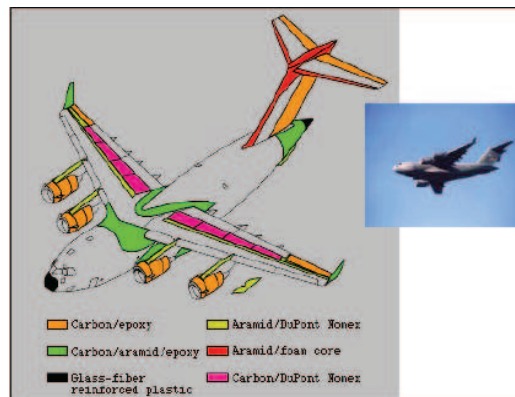 Carbon/epoxy
Aramid/DuPont Nomex
Carbon/aramid/epoxy
Aramid/foam core
Glass-fiber
reinforced plastic
Carbon/DuPont Nomex